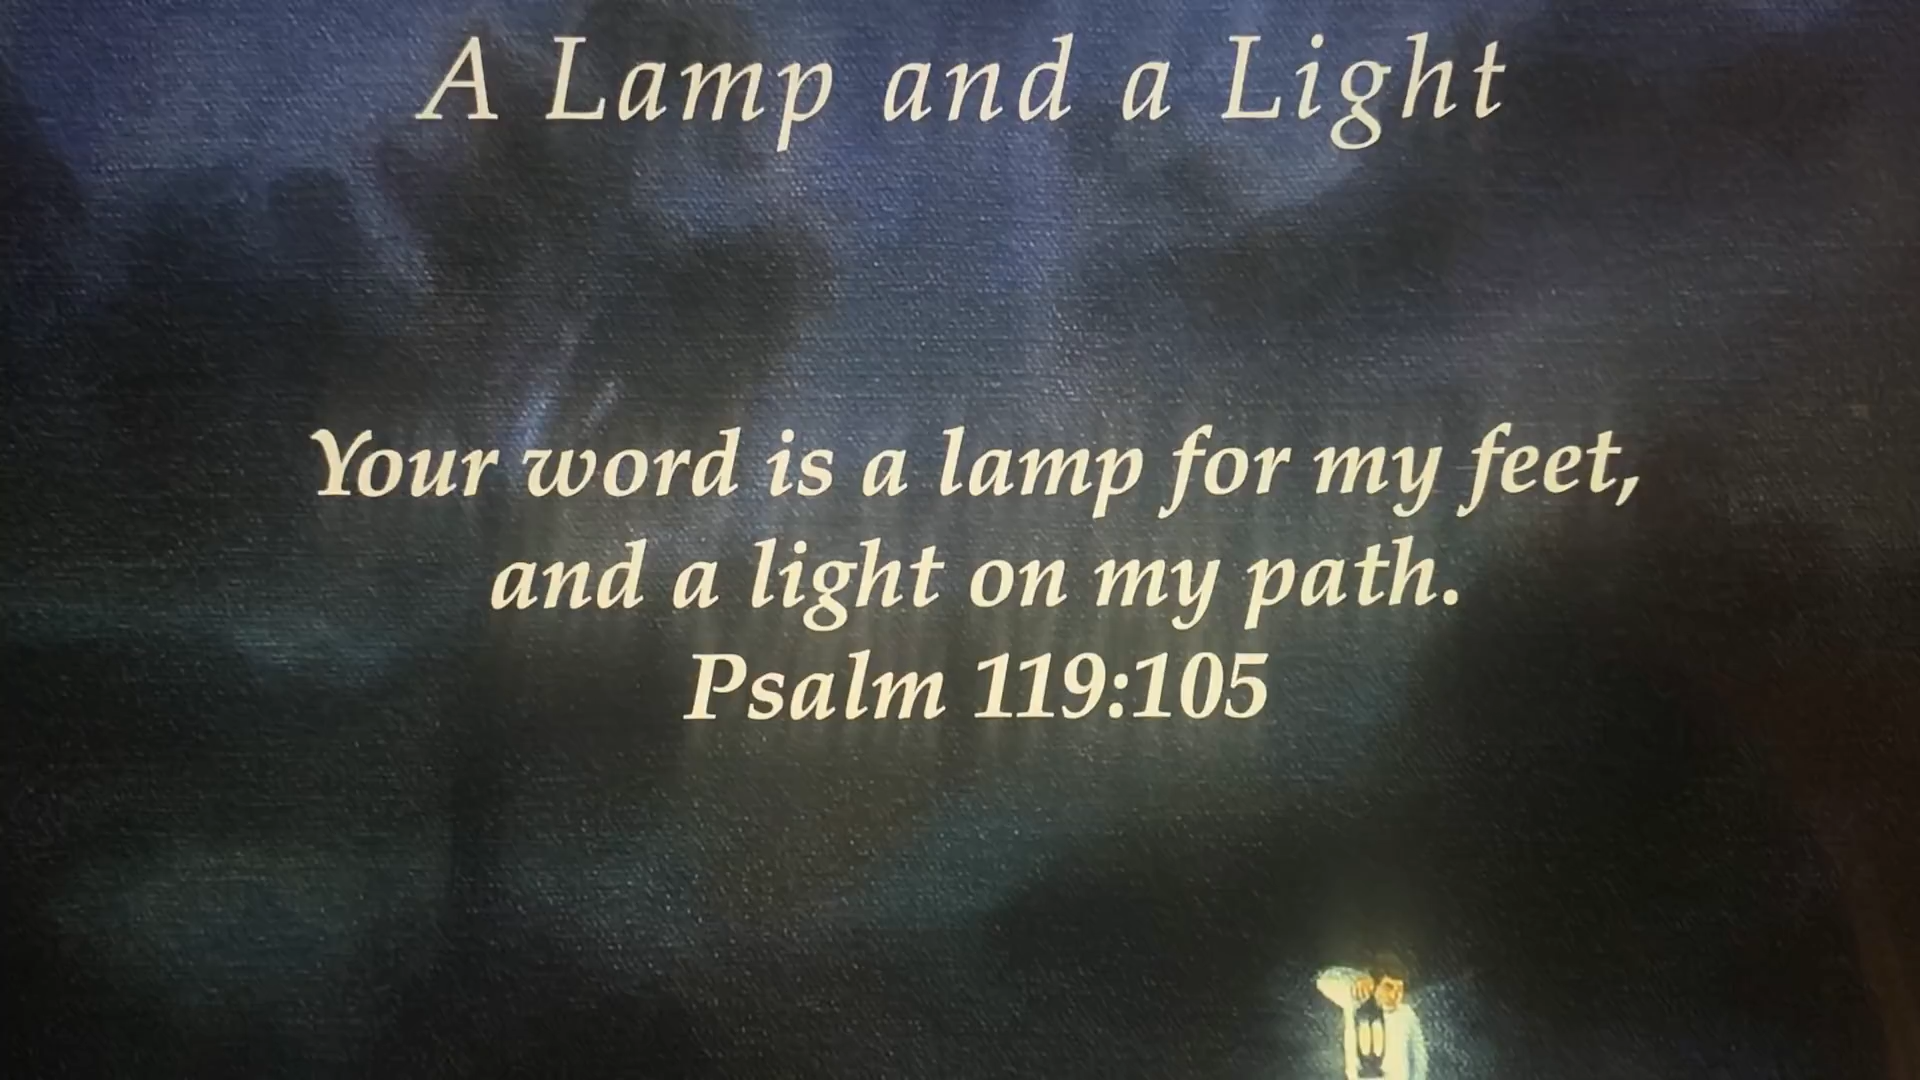 A Lamp and a Light
Your word is a lamp for my feet,
and a light on my path.
Psalm 119:105